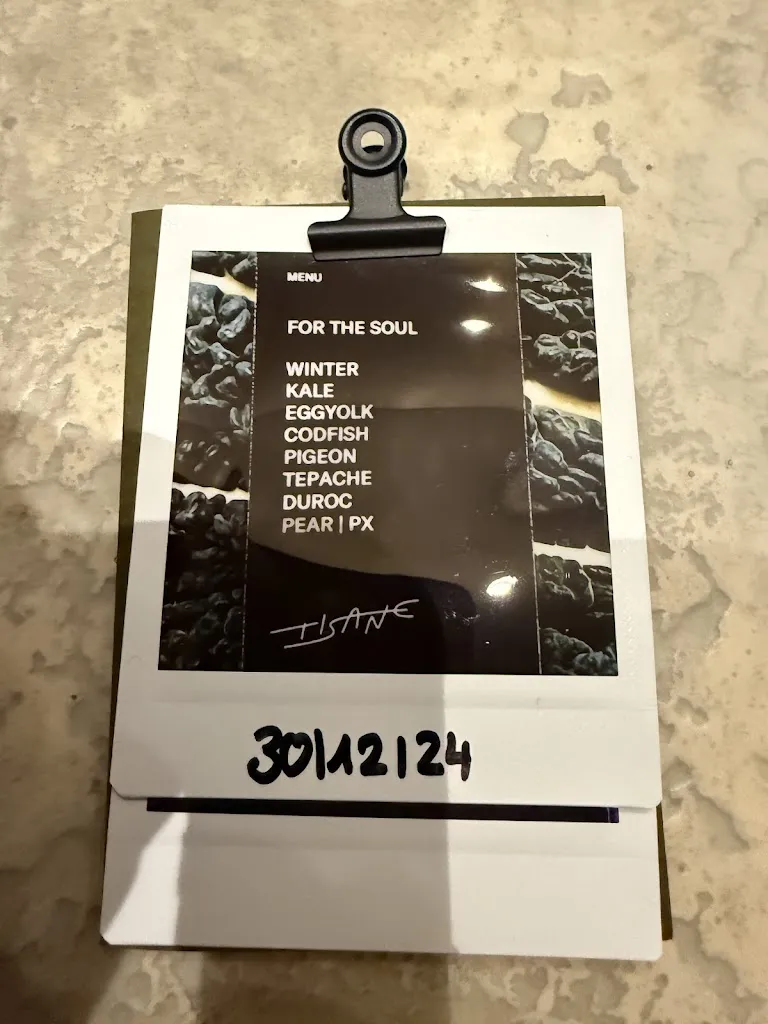 MENU
FOR THE SOUL
WINTER
KALE
EGGYOLK
CODFISH
PIGEON
TEPACHE
DUROC
PEAR | PX
TISANE
30|12|24